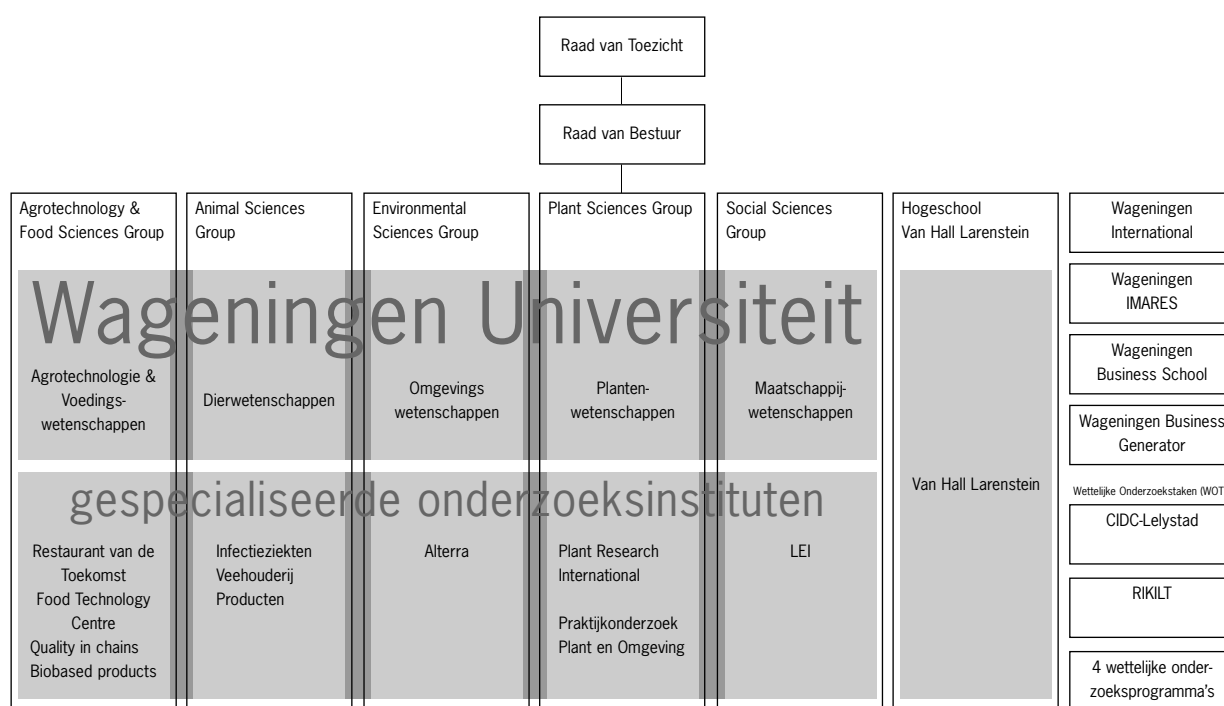 Raad van Toezicht
Raad van Bestuur
Agrotechnology &
Food Sciences Group
Animal Sciences
Group
Environmental
Sciences Group
Plant Sciences Group
Social Sciences
Group
Hogeschool
Van Hall Larenstein
Wageningen
International
Wageningen
IMARES
Wageningen
Business School
Wageningen Business
Generator
Wageningen Universiteit
Agrotechnologie &
Voedings-
wetenschappen
Dierwetenschappen
Omgevings
wetenschappen
Planten-
wetenschappen
Maatschappij-
wetenschappen
gespecialiseerde onderzoeksinstituten
Restaurant van de
Toekomst
Food Technology
Centre
Quality in chains
Biobased products
Infectieziekten
Veehouderij
Producten
Alterra
Plant Research
International
Praktijkonderzoek
Plant en Omgeving
LEI
Van Hall Larenstein
Wettelijke Onderzoekstaken (WOT
CIDC-Lelystad
RIKILT
4 wettelijke onder-
zoeksprogramma's